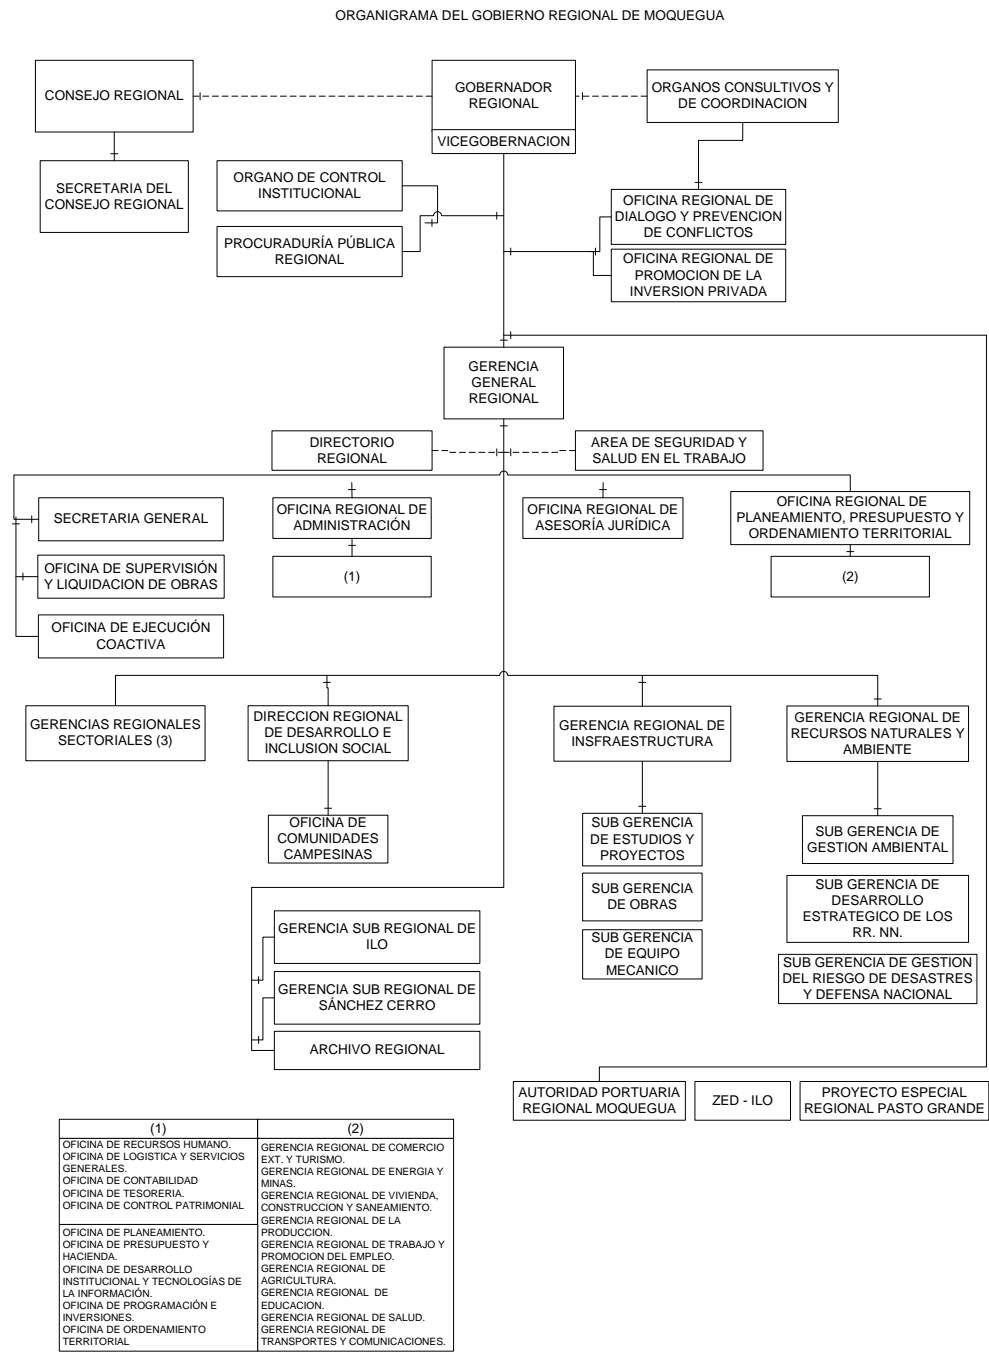 ORGANIGRAMA DEL GOBIERNO REGIONAL DE MOQUEGUA
CONSEJO REGIONAL
GOBERNADOR
REGIONAL
VICEGOBERNACION
ORGANOS CONSULTIVOS Y
DE COORDINACION
SECRETARIA DEL
CONSEJO REGIONAL
ORGANO DE CONTROL
INSTITUCIONAL
PROCURADURÍA PÚBLICA
REGIONAL
OFICINA REGIONAL DE
DIALOGO Y PREVENCION
DE CONFLICTOS
OFICINA REGIONAL DE
PROMOCION DE LA
INVERSION PRIVADA
GERENCIA
GENERAL
REGIONAL
DIRECTORIO
REGIONAL
AREA DE SEGURIDAD Y
SALUD EN EL TRABAJO
SECRETARIA GENERAL
OFICINA REGIONAL DE
ADMINISTRACIÓN
OFICINA REGIONAL DE
ASESORÍA JURÍDICA
OFICINA REGIONAL DE
PLANEAMIENTO, PRESUPUESTO Y
ORDENAMIENTO TERRITORIAL
OFICINA DE SUPERVISIÓN
Y LIQUIDACION DE OBRAS
(1)
(2)
OFICINA DE EJECUCIÓN
COACTIVA
GERENCIAS REGIONALES
SECTORIALES (3)
DIRECCION REGIONAL
DE DESARROLLO E
INCLUSION SOCIAL
GERENCIA REGIONAL DE
INSFRAESTRUCTURA
GERENCIA REGIONAL DE
RECURSOS NATURALES Y
AMBIENTE
OFICINA DE
COMUNIDADES
CAMPESINAS
SUB GERENCIA
DE ESTUDIOS Y
PROYECTOS
SUB GERENCIA DE
GESTION AMBIENTAL
SUB GERENCIA
DE OBRAS
SUB GERENCIA DE
DESARROLLO
ESTRATEGICO DE LOS
RR. NN.
SUB GERENCIA
DE EQUIPO
MECANICO
SUB GERENCIA DE GESTION
DEL RIESGO DE DESASTRES
Y DEFENSA NACIONAL
GERENCIA SUB REGIONAL DE
ILO
GERENCIA SUB REGIONAL DE
SÁNCHEZ CERRO
ARCHIVO REGIONAL
AUTORIDAD PORTUARIA
REGIONAL MOQUEGUA
ZED - ILO
PROYECTO ESPECIAL
REGIONAL PASTO GRANDE
(1)
OFICINA DE RECURSOS HUMANO.
OFICINA DE LOGISTICA Y SERVICIOS
GENERALES.
OFICINA DE CONTABILIDAD
OFICINA DE TESORERIA.
OFICINA DE CONTROL PATRIMONIAL
OFICINA DE PLANEAMIENTO.
OFICINA DE PRESUPUESTO Y
HACIENDA.
OFICINA DE DESARROLLO
INSTITUCIONAL Y TECNOLOGÍAS DE
LA INFORMACIÓN.
OFICINA DE PROGRAMACIÓN E
INVERSIONES.
OFICINA DE ORDENAMIENTO
TERRITORIAL
(2)
GERENCIA REGIONAL DE COMERCIO
EXT. Y TURISMO.
GERENCIA REGIONAL DE ENERGIA Y
MINAS.
GERENCIA REGIONAL DE VIVIENDA,
CONSTRUCCION Y SANEAMIENTO.
GERENCIA REGIONAL DE LA
PRODUCCION.
GERENCIA REGIONAL DE TRABAJO Y
PROMOCION DEL EMPLEO.
GERENCIA REGIONAL DE
AGRICULTURA.
GERENCIA REGIONAL DE
EDUCACION.
GERENCIA REGIONAL DE SALUD.
GERENCIA REGIONAL DE
TRANSPORTES Y COMUNICACIONES.